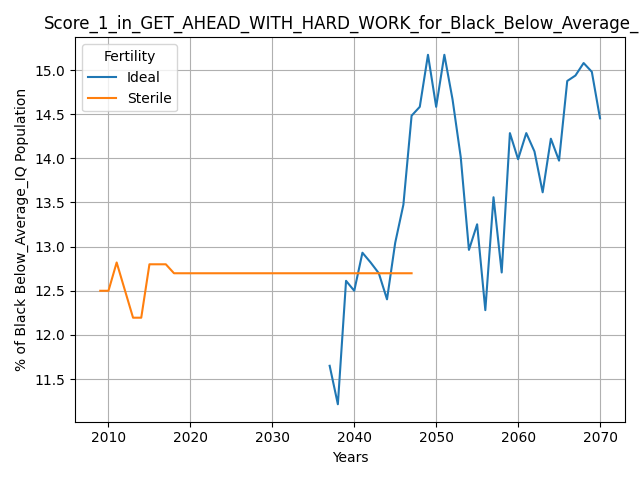 Score_1_in_GET_AHEAD_WITH_HARD_WORK_for_Black_Below_Average_
Fertility
Ideal
Sterile
% of Black Below_Average_IQ Population
15.0
14.5
14.0
13.5
13.0
12.5
12.0
11.5
2010 2020 2030 2040 2050 2060 2070
Years